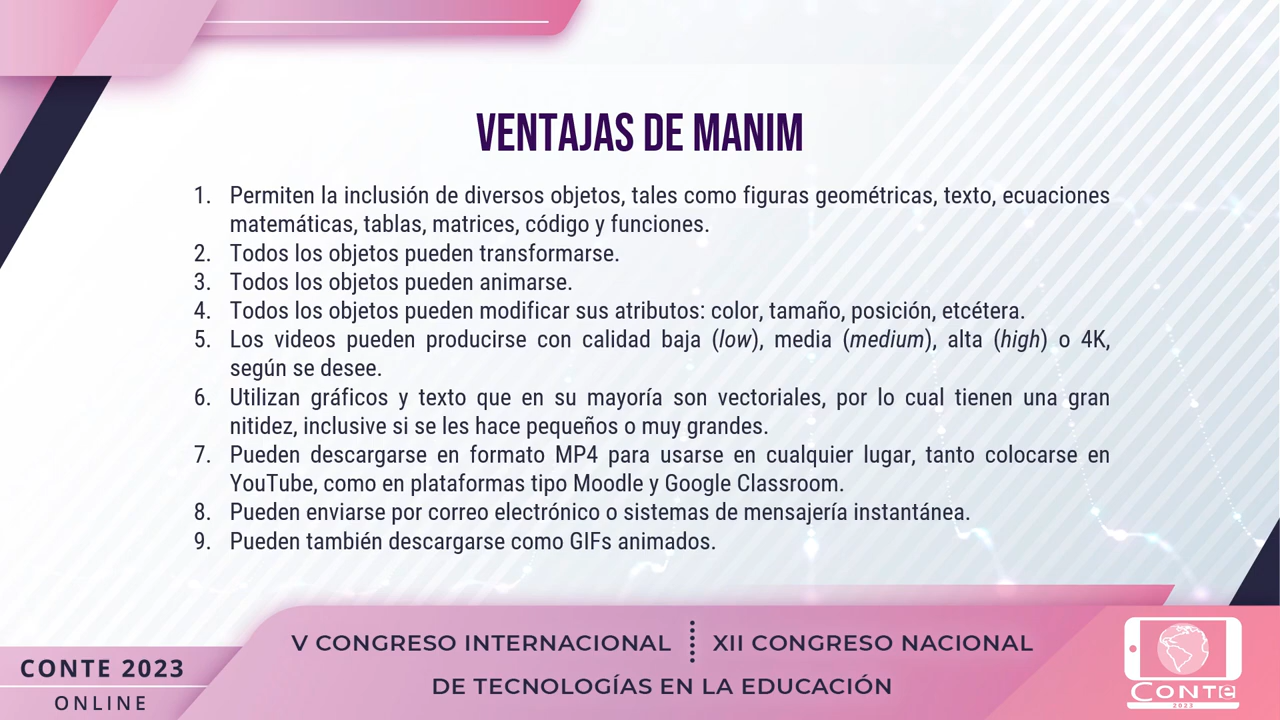 VENTAJAS DE MANIM
1. Permiten la inclusión de diversos objetos, tales como figuras geométricas, texto, ecuaciones
matemáticas, tablas, matrices, código y funciones.
2. Todos los objetos pueden transformarse.
3. Todos los objetos pueden animarse.
4. Todos los objetos pueden modificar sus atributos: color, tamaño, posición, etcétera.
5. Los videos pueden producirse con calidad baja (low), media (medium), alta (high) o 4K,
según se desee.
6. Utilizan gráficos y texto que en su mayoría son vectoriales, por lo cual tienen una gran
nitidez, inclusive si se les hace pequeños o muy grandes.
7. Pueden descargarse en formato MP4 para usarse en cualquier lugar, tanto colocarse en
YouTube, como en plataformas tipo Moodle y Google Classroom.
8. Pueden enviarse por correo electrónico o sistemas de mensajería instantánea.
9. Pueden también descargarse como GIFs animados.
V CONGRESO INTERNACIONAL
XII CONGRESO NACIONAL
DE TECNOLOGÍAS EN LA EDUCACIÓN
CONTE 2023
ONLINE
CONTe
2023